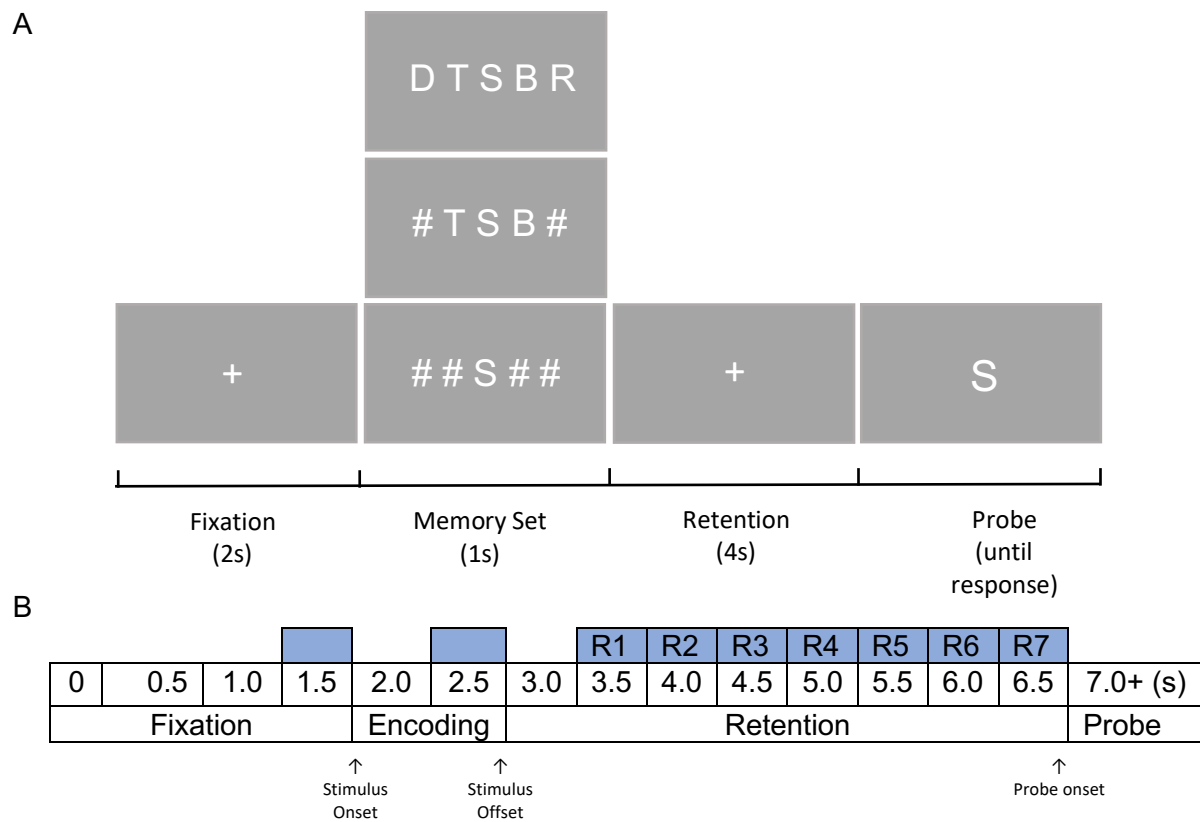 A
D T S B R
# T S B #
+
# # S # #
+
S
Fixation
(2s)
Memory Set
(1s)
Retention
(4s)
Probe
(until
response)
B
R1 R2 R3 R4 R5 R6 R7
0 0.5 1.0 1.5 2.0 2.5 3.0 3.5 4.0 4.5 5.0 5.5 6.0 6.5 7.0+ (s)
Fixation Encoding Retention Probe
↑ ↑ ↑
Stimulus
Onset
Stimulus
Offset
Probe onset